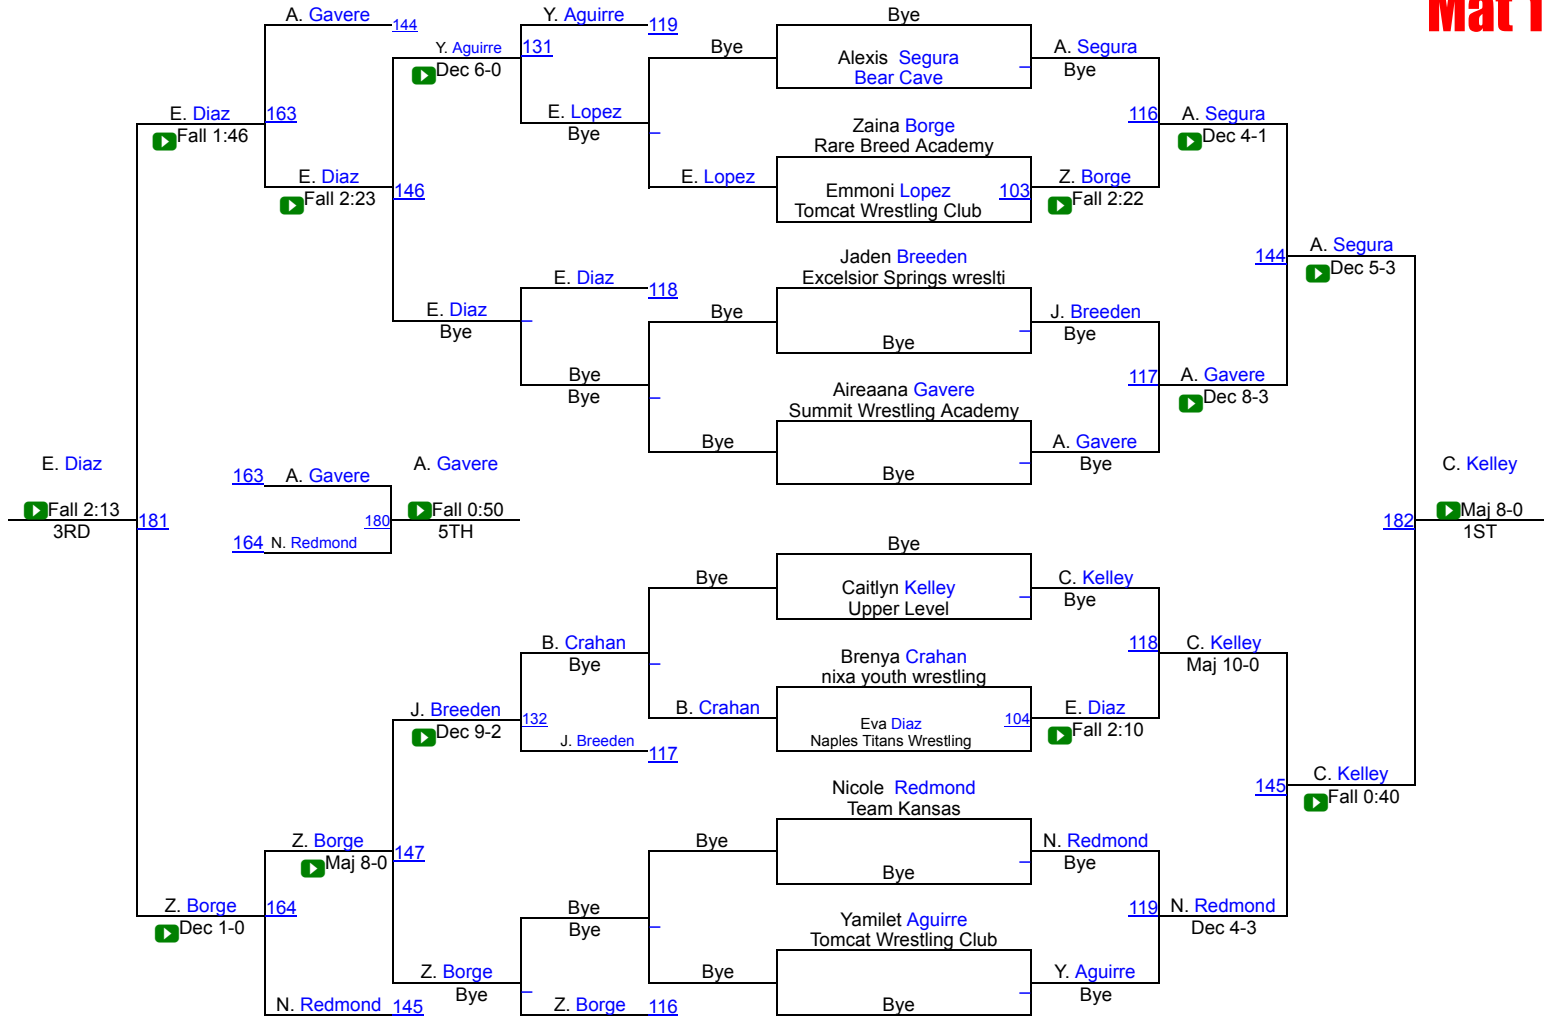 Mat 1
A. Gavere
144
Y. Aguirre
119
Bye
Y. Aguirre
131
Dec 6-0
Bye
Alexis Segura
Bear Cave
A. Segura
Bye
E. Diaz
163
Fall 1:46
E. Lopez
Bye
Zaina Borge
Rare Breed Academy
116
A. Segura
Dec 4-1
E. Diaz
Fall 2:23
146
E. Lopez
Emmoni Lopez
103
Tomcat Wrestling Club
Z. Borge
Fall 2:22
Jaden Breeden
Excelsior Springs wreslti
144
A. Segura
Dec 5-3
E. Diaz
118
E. Diaz
Bye
Bye
Bye
J. Breeden
Bye
Bye
Bye
Aireaana Gavere
Summit Wrestling Academy
117
A. Gavere
Dec 8-3
Bye
Bye
A. Gavere
Bye
E. Diaz
Fall 2:13
3RD
181
163
A. Gavere
164
N. Redmond
180
A. Gavere
Fall 0:50
5TH
C. Kelley
182
Maj 8-0
1ST
Bye
Bye
Caitlyn Kelley
Upper Level
C. Kelley
Bye
B. Crahan
Bye
Brenya Crahan
nixa youth wrestling
118
C. Kelley
Maj 10-0
J. Breeden
Dec 9-2
132
B. Crahan
Eva Diaz
104
Naples Titans Wrestling
E. Diaz
Fall 2:10
J. Breeden
117
Nicole Redmond
Team Kansas
145
C. Kelley
Fall 0:40
Z. Borge
Maj 8-0
147
Bye
Bye
N. Redmond
Bye
Z. Borge
164
Dec 1-0
Bye
Bye
Yamilet Aguirre
Tomcat Wrestling Club
119
N. Redmond
Dec 4-3
Z. Borge
Bye
Bye
Bye
Y. Aguirre
Bye
N. Redmond
145
Z. Borge
116